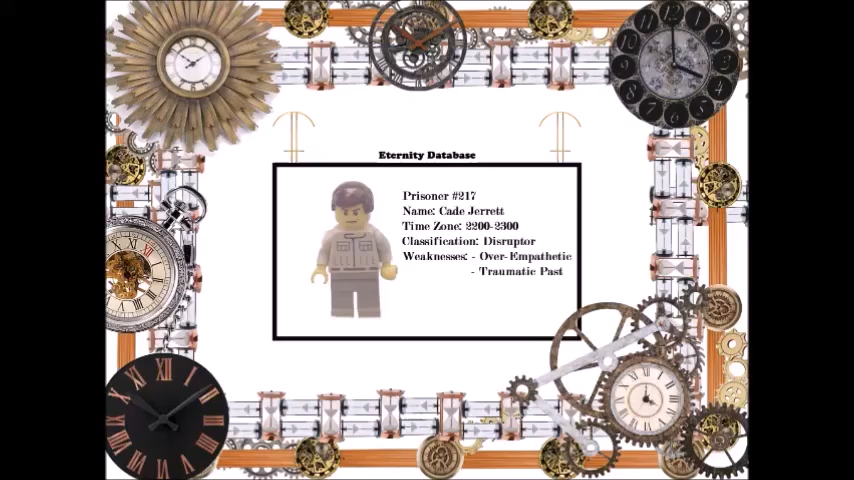 Eternity Database
Prisoner #217
Name: Cade Jerrett
Time Zone: 2200-2300
Classification: Disruptor
Weaknesses: - Over-Empathetic
- Traumatic Past